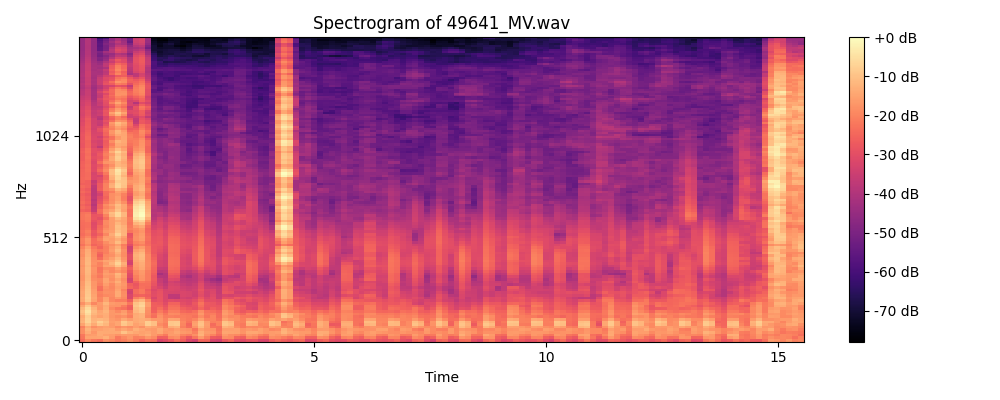 Spectrogram of 49641_MV.wav
Hz
1024
512
0
0
5
10
15
Time
+0 dB
-10 dB
-20 dB
-30 dB
-40 dB
-50 dB
-60 dB
-70 dB